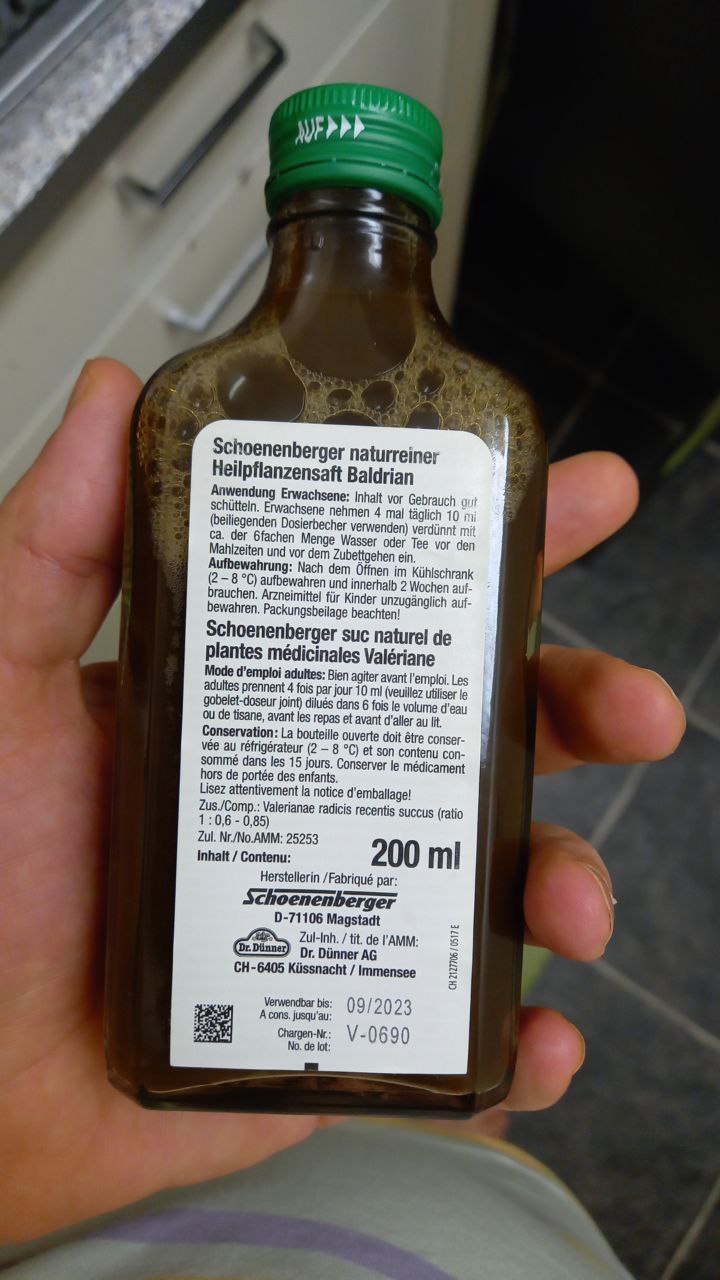 AUF
Schoenenberger naturreiner
Heilpflanzensaft Baldrian
Anwendung Erwachsene: Inhalt vor Gebrauch gut
schütteln. Erwachsene nehmen 4 mal täglich 10 ml
(beiliegenden Dosierbecher verwenden) verdünnt mit
ca. der 6fachen Menge Wasser oder Tee vor den
Mahlzeiten und vor dem Zubettgehen ein.
Aufbewahrung: Nach dem Öffnen im Kühlschrank
(2 – 8 °C) aufbewahren und innerhalb 2 Wochen auf-
brauchen. Arzneimittel für Kinder unzugänglich auf-
bewahren. Packungsbeilage beachten!
Schoenenberger suc naturel de
plantes médicinales Valériane
Mode d'emploi adultes: Bien agiter avant l'emploi. Les
adultes prennent 4 fois par jour 10 ml (veuillez utiliser le
gobelet-doseur joint) dilués dans 6 fois le volume d'eau
ou de tisane, avant les repas et avant d'aller au lit.
Conservation: La bouteille ouverte doit être conser-
vée au réfrigérateur (2 – 8 °C) et son contenu con-
sommé dans les 15 jours. Conserver le médicament
hors de portée des enfants.
Lisez attentivement la notice d'emballage!
Zus./Comp.: Valerianae radicis recentis succus (ratio
1 : 0,6 - 0,85)
Zul. Nr./No.AMM: 25253
Inhalt / Contenu: 200 ml
Herstellerin / Fabriqué par:
Schoenenberger
D-71106 Magstadt
Dr. Dünner
Zul-Inh. / tit. de l'AMM:
Dr. Dünner AG
CH-6405 Küssnacht / Immensee
CH 2127706 / 0517 E
Verwendbar bis: 09/2023
A cons. jusqu'au:
Chargen-Nr.: V-0690
No. de lot: